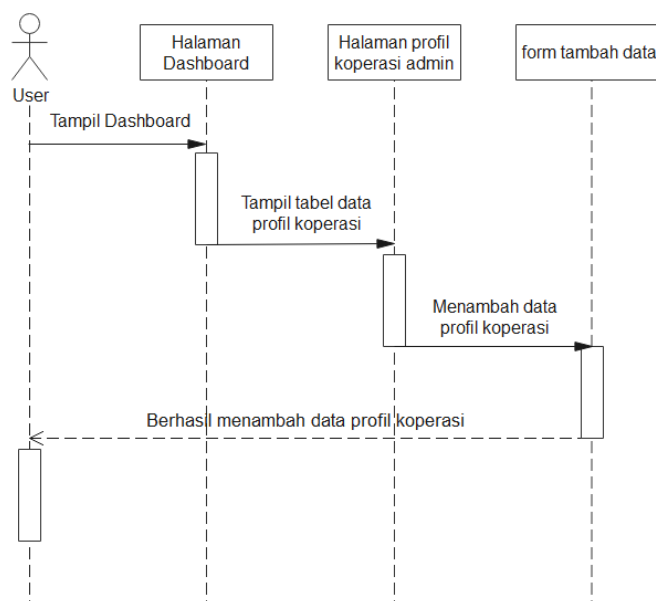 Halaman
Dashboard
Halaman profil
koperasi admin
form tambah data
User
Tampil Dashboard
Tampil tabel data
profil koperasi
Menambah data
profil koperasi
Berhasil menambah data profil koperasi